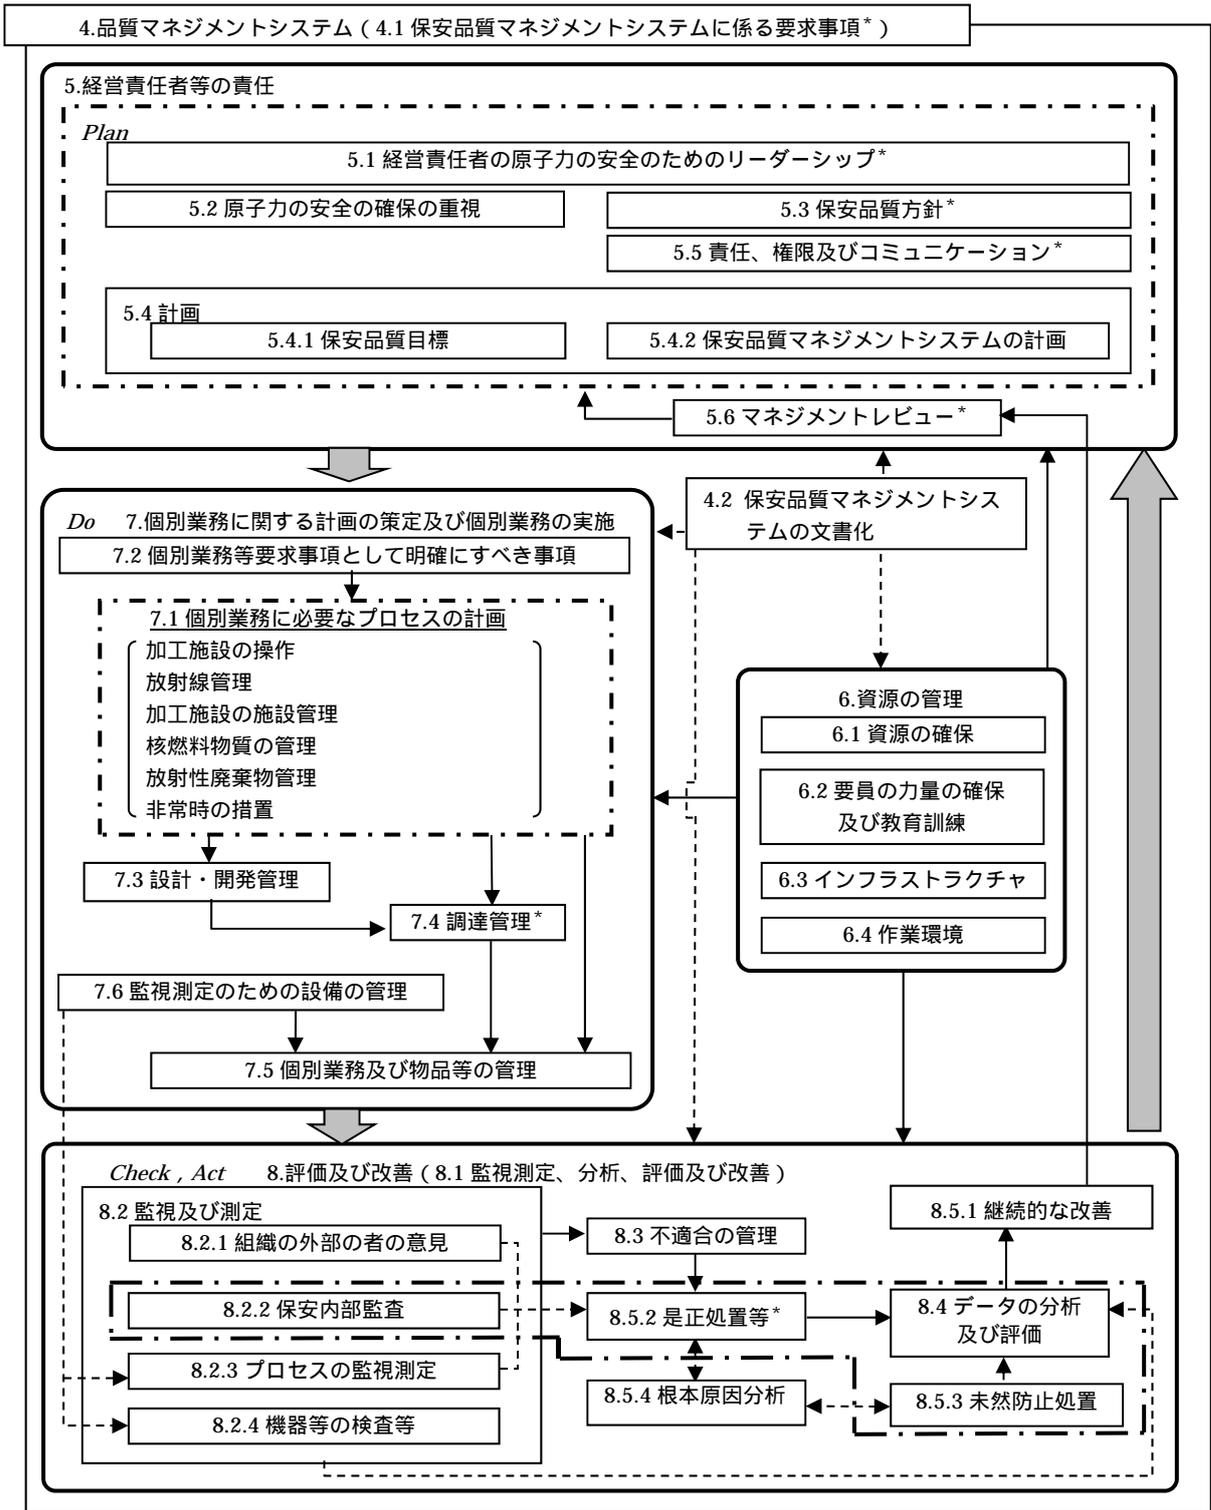 4.品質マネジメントシステム（4.1 保安品質マネジメントシステムに係る要求事項*）
5.経営責任者等の責任
Plan
5.1 経営責任者の原子力の安全のためのリーダーシップ*
5.2 原子力の安全の確保の重視
5.3 保安品質方針*
5.5 責任、権限及びコミュニケーション*
5.4 計画
5.4.1 保安品質目標
5.4.2 保安品質マネジメントシステムの計画
5.6 マネジメントレビュー*
4.2 保安品質マネジメントシス
テムの文書化
Do 7.個別業務に関する計画の策定及び個別業務の実施
7.2 個別業務等要求事項として明確にすべき事項
7.1 個別業務に必要なプロセスの計画
加工施設の操作
放射線管理
加工施設の施設管理
核燃料物質の管理
放射性廃棄物管理
非常時の措置
7.3 設計・開発管理
7.4 調達管理*
7.6 監視測定のための設備の管理
7.5 個別業務及び物品等の管理
6.資源の管理
6.1 資源の確保
6.2 要員の力量の確保
及び教育訓練
6.3 インフラストラクチャ
6.4 作業環境
Check , Act 8.評価及び改善（8.1 監視測定、分析、評価及び改善）
8.2 監視及び測定
8.2.1 組織の外部の者の意見
8.2.2 保安内部監査
8.2.3 プロセスの監視測定
8.2.4 機器等の検査等
8.3 不適合の管理
8.5.2 是正処置等*
8.5.4 根本原因分析
8.5.1 継続的な改善
8.4 データの分析
及び評価
8.5.3 未然防止処置